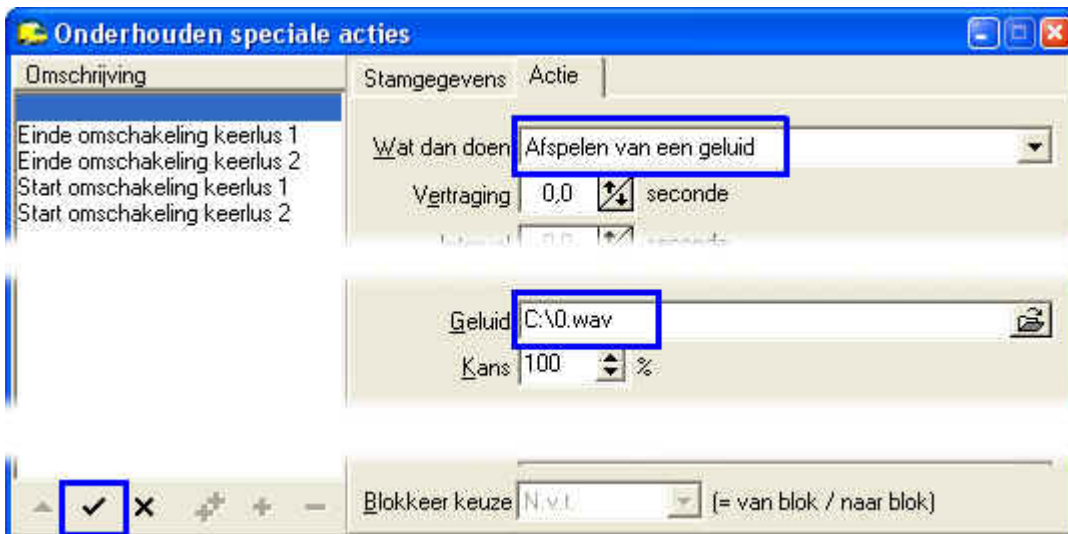 Onderhouden speciale acties
Omschrijving
Einde omschakeling keerlus 1
Einde omschakeling keerlus 2
Start omschakeling keerlus 1
Start omschakeling keerlus 2
Stamgegevens Actie
Wat dan doen Afspelen van een geluid
Vertraging 0,0 seconde
Geluid C:\0.wav
Kans 100 %
Blokkeer keuze N.v.t. (= van blok / naar blok)